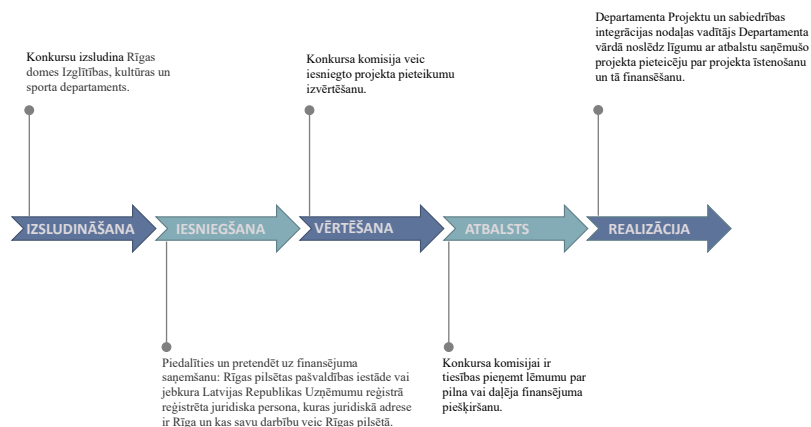 Departamenta Projektu un sabiedrības
integrācijas nodaļas vadītājs Departamenta
vārdā noslēdz līgumu ar atbalstu saņēmušo
projekta pieteicēju par projekta īstenošanu
un tā finansēšanu.
Konkursu izsludina Rīgas
domes Izglītības, kultūras un
sporta departaments.
Konkursa komisija veic
iesniegto projekta pieteikumu
izvērtēšanu.
IZSLUDINĀŠANA
IESNIEGŠANA
VĒRTĒŠANA
ATBALSTS
REALIZĀCIJA
Piedalīties un pretendēt uz finansējuma
saņemšanu: Rīgas pilsētas pašvaldības iestāde vai
jebkura Latvijas Republikas Uzņēmumu reģistrā
reģistrēta juridiska persona, kuras juridiskā adrese
ir Rīga un kas savu darbību veic Rīgas pilsētā.
Konkursa komisijai ir
tiesības pieņemt lēmumu par
pilna vai daļēja finansējuma
piešķiršanu.